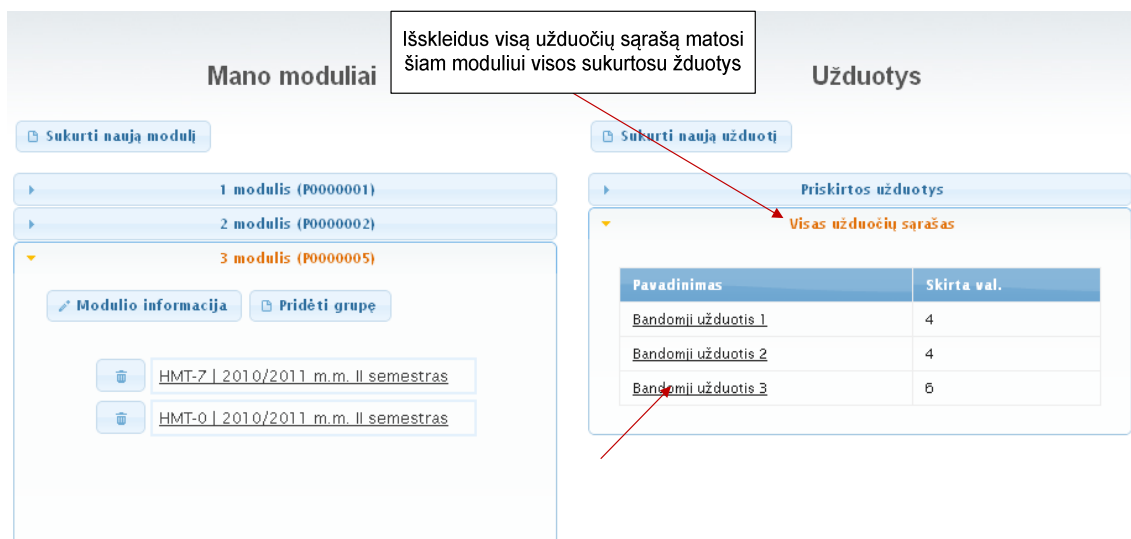 Išskleidus visą užduočių sąrašą matosi
šiam moduliui visos sukurtosu žduotys
Mano moduliai
Sukurti naują modulį
1 modulis (P0000001)
2 modulis (P0000002)
3 modulis (P0000005)
Modulio informacija
Pridėti grupę
HMT-7 | 2010/2011 m.m. II semestras
HMT-0 | 2010/2011 m.m. II semestras
Užduotys
Sukurti naują užduotį
Priskirtos užduotys
Visas užduočių sąrašas
Pavadinimas Skirta val.
Bandomji užduotis 1 4
Bandomji užduotis 2 4
Bandomji užduotis 3 6